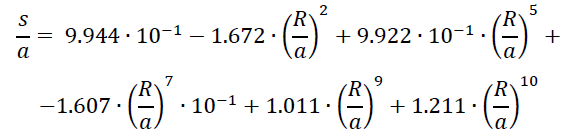 s/a = 9.944 · 10⁻¹ − 1.672 · (R/a)² + 9.922 · 10⁻¹ · (R/a)⁵ +
−1.607 · (R/a)⁷ · 10⁻¹ + 1.011 · (R/a)⁹ + 1.211 · (R/a)¹⁰